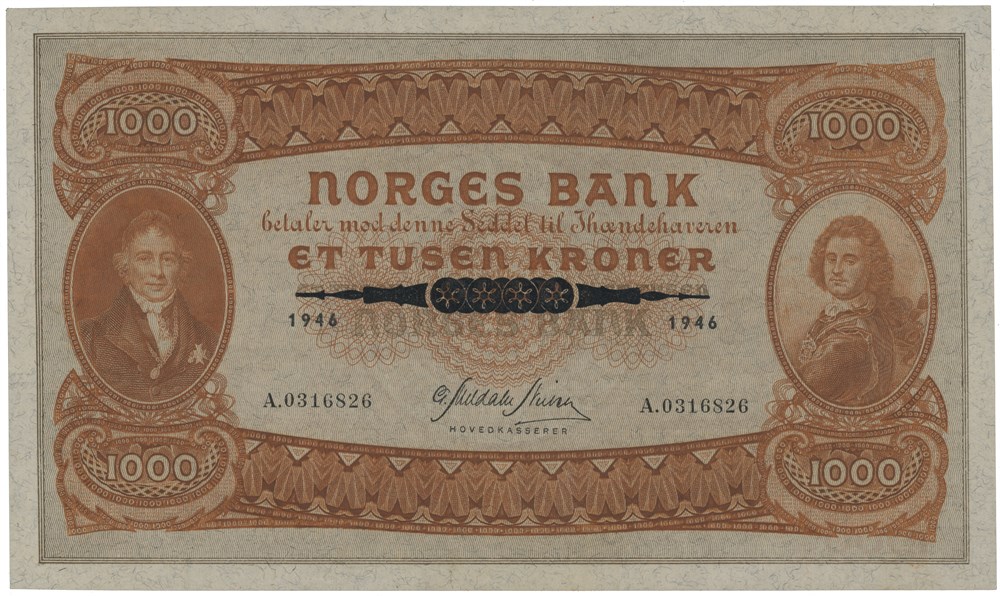 1000 1000
NORGES BANK
betaler mod denne Seddel til Ihændehaveren
ET TUSEN KRONER
1946 1946
A.0316826 A.0316826
HOVEDKASSERER
1000 1000